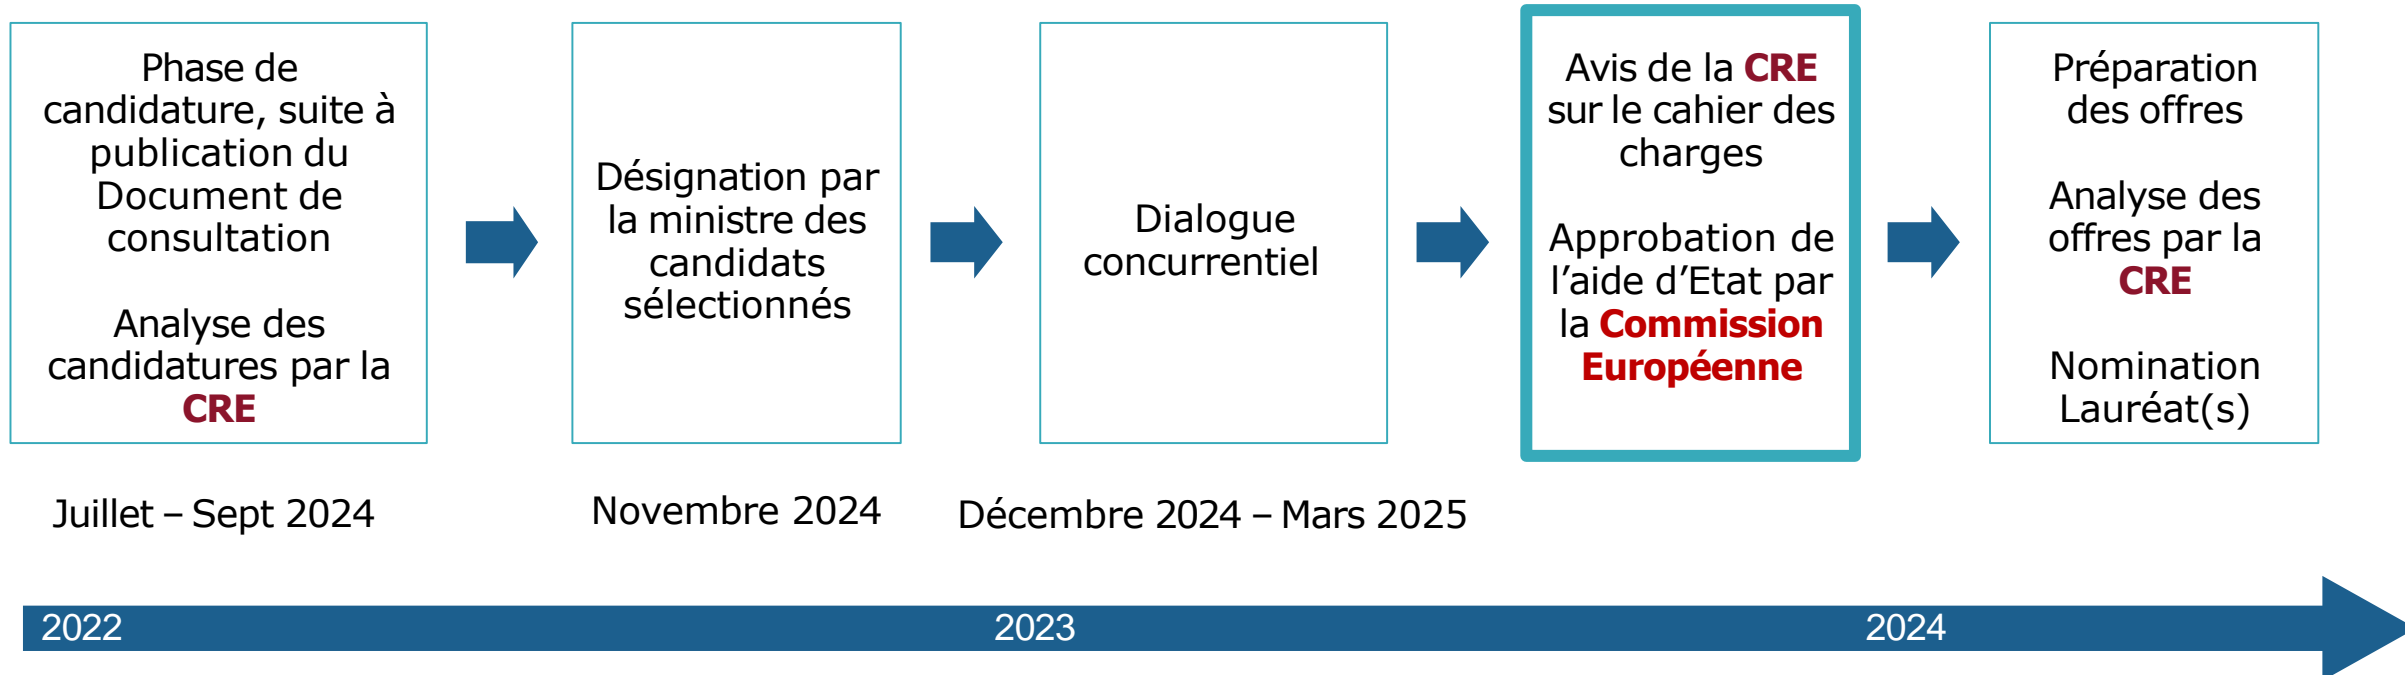 Phase de
candidature, suite à
publication du
Document de
consultation
Analyse des
candidatures par la
CRE
Désignation par
la ministre des
candidats
sélectionnés
Dialogue
concurrentiel
Avis de la CRE
sur le cahier des
charges
Approbation de
l’aide d’Etat par
la Commission
Européenne
Préparation
des offres
Analyse des
offres par la
CRE
Nomination
Lauréat(s)
Juillet – Sept 2024
Novembre 2024
Décembre 2024 – Mars 2025
2022
2023
2024